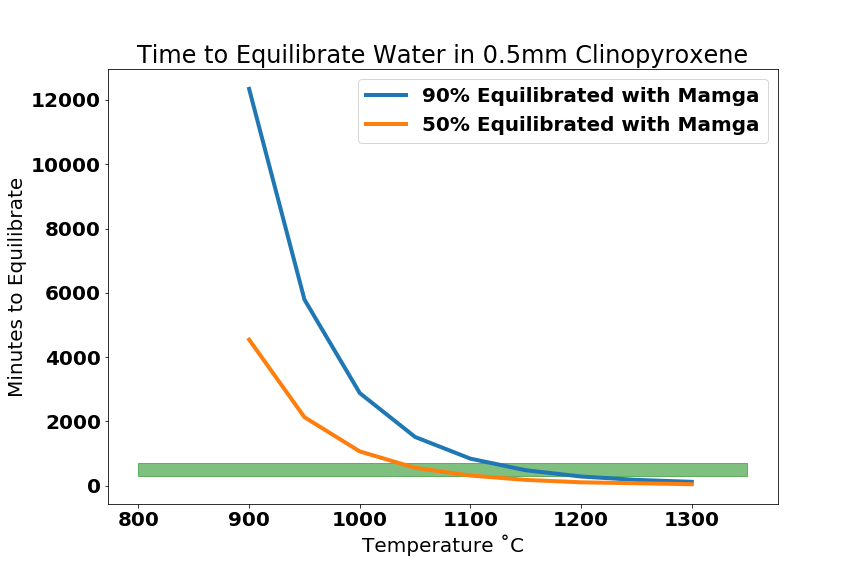 Time to Equilibrate Water in 0.5mm Clinopyroxene
90% Equilibrated with Mamga
50% Equilibrated with Mamga
Minutes to Equilibrate
12000
10000
8000
6000
4000
2000
0
800 900 1000 1100 1200 1300
Temperature ˚C